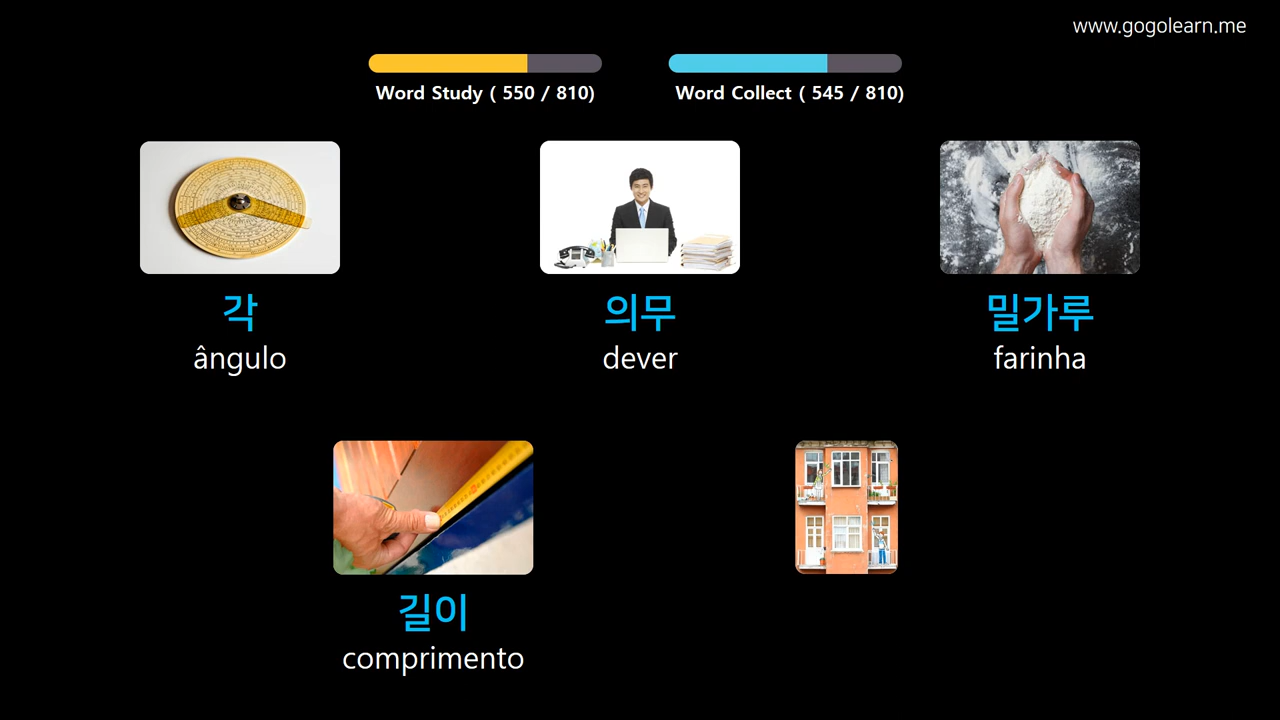 www.gogolearn.me
Word Study ( 550 / 810)
Word Collect ( 545 / 810)
각
ângulo
의무
dever
밀가루
farinha
길이
comprimento